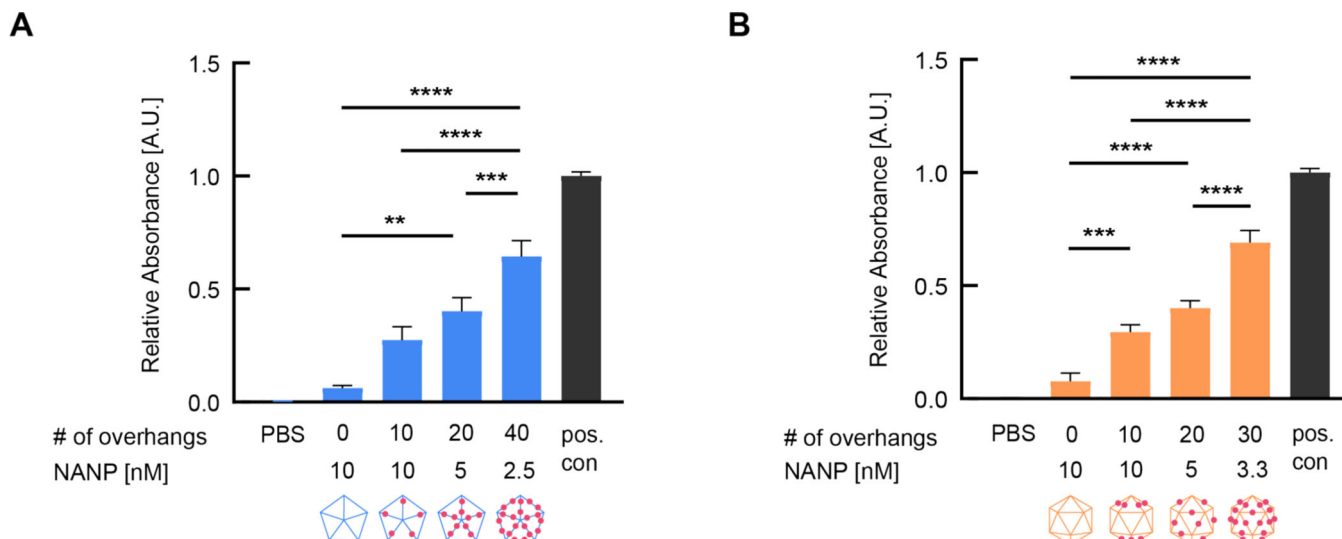 A
Relative Absorbance [A.U.]
1.5
1.0
0.5
0.0
****
****
***
**
# of overhangs PBS 0 10 20 40 pos. con
NANP [nM] 10 10 5 2.5
B
Relative Absorbance [A.U.]
1.5
1.0
0.5
0.0
****
****
****
****
***
# of overhangs PBS 0 10 20 30 pos. con
NANP [nM] 10 10 5 3.3